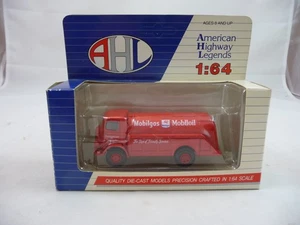 AHL
AGES 8 AND UP
American
Highway
Legends
1:64
Mobilgas Mobiloil
QUALITY DIE-CAST MODELS PRECISION CRAFTED IN 1:64 SCALE